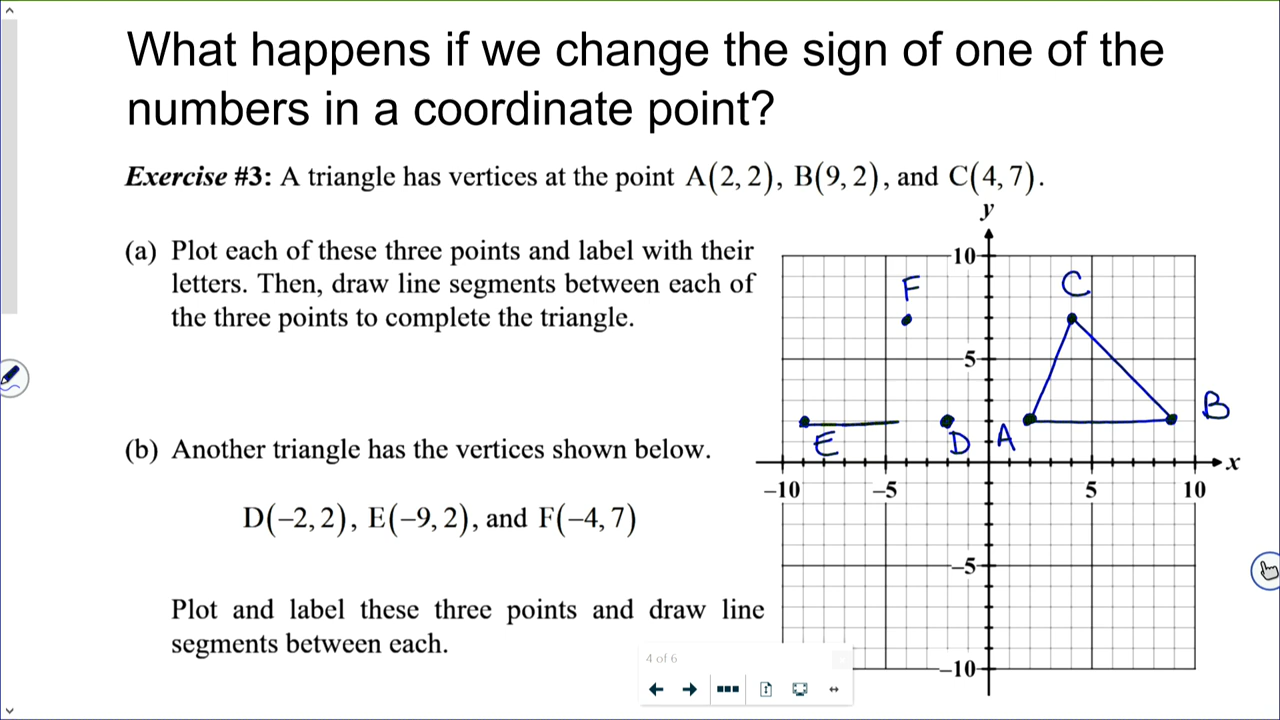 What happens if we change the sign of one of the
numbers in a coordinate point?
Exercise #3: A triangle has vertices at the point A(2, 2), B(9, 2), and C(4, 7).
(a) Plot each of these three points and label with their
letters. Then, draw line segments between each of
the three points to complete the triangle.
(b) Another triangle has the vertices shown below.
D(–2, 2), E(–9, 2), and F(–4, 7)
Plot and label these three points and draw line
segments between each.
y
10
F
C
5
B
E
D
A
x
–10
–5
5
10
–5
–10
4 of 6